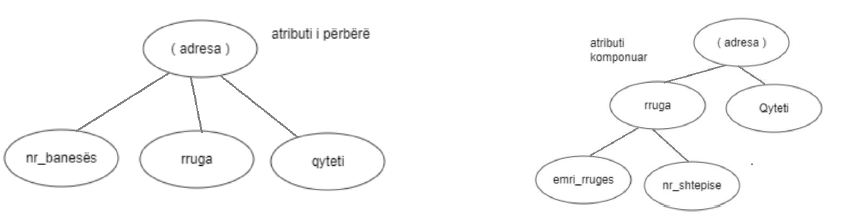 ( adresa )
atributi i përbërë
nr_banesës
rruga
qyteti
atributi
komponuar
( adresa )
rruga
Qyteti
emri_rruges
nr_shtepise